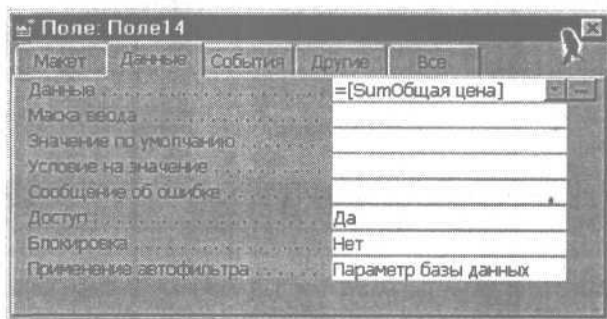 Поле: Поле14
Макет Данные События Другие Все
Данные =[SumОбщая цена]
Маска ввода
Значение по умолчанию
Условие на значение
Сообщение об ошибке
Доступ Да
Блокировка Нет
Применение автофильтра Параметр базы данных